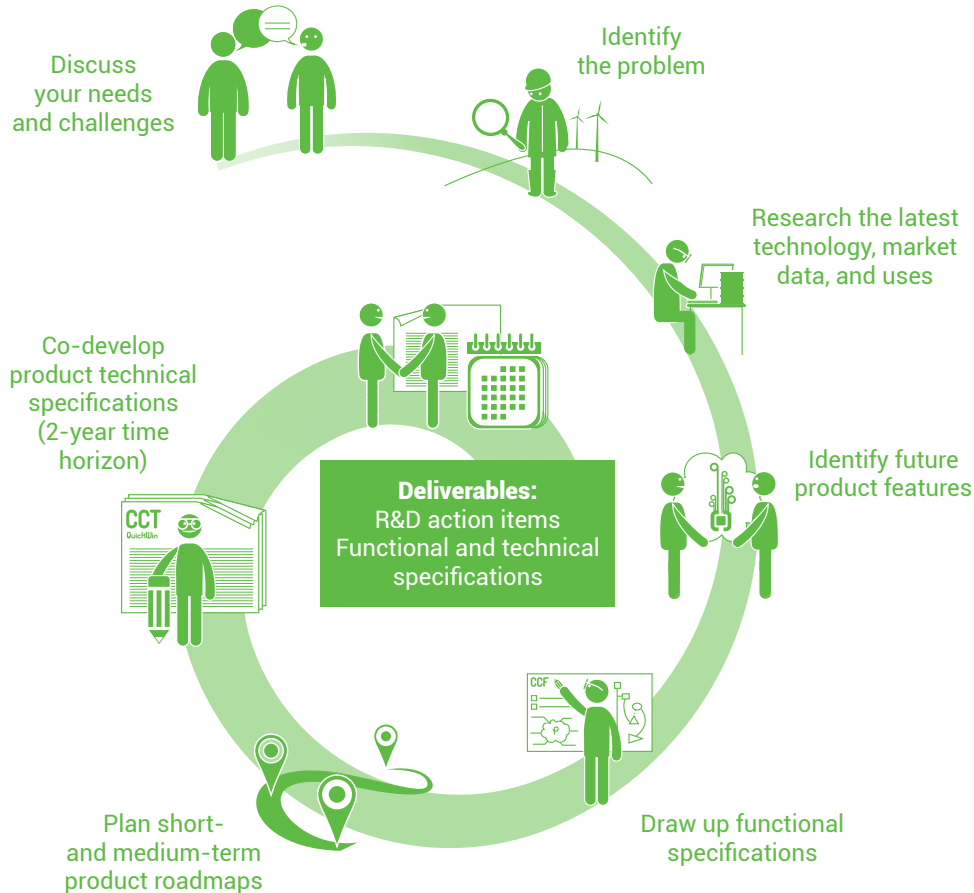 Discuss
your needs
and challenges
Identify
the problem
Research the latest
technology, market
data, and uses
Identify future
product features
CCF
P
Draw up functional
specifications
Plan short-
and medium-term
product roadmaps
CCT
QuickWin
Co-develop
product technical
specifications
(2-year time
horizon)
Deliverables:
R&D action items
Functional and technical
specifications